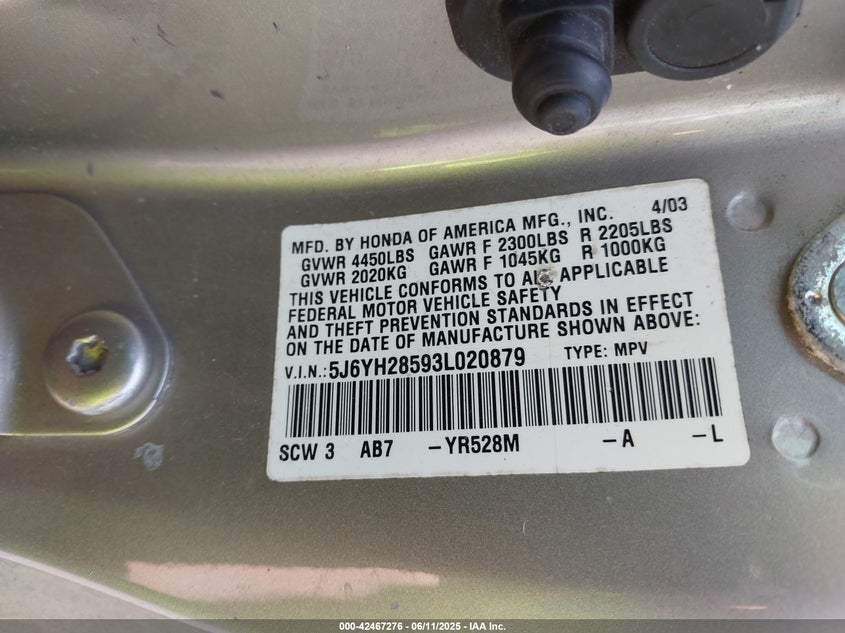 MFD. BY HONDA OF AMERICA MFG., INC. 4/03
GVWR 4450LBS GAWR F 2300LBS R 2205LBS
GVWR 2020KG GAWR F 1045KG R 1000KG
THIS VEHICLE CONFORMS TO ALL APPLICABLE
FEDERAL MOTOR VEHICLE SAFETY
AND THEFT PREVENTION STANDARDS IN EFFECT
ON THE DATE OF MANUFACTURE SHOWN ABOVE:
V.I.N.:5J6YH28593L020879 TYPE: MPV
SCW 3 AB7 -YR528M -A -L
000-42467276 - 06/11/2025 - IAA Inc.